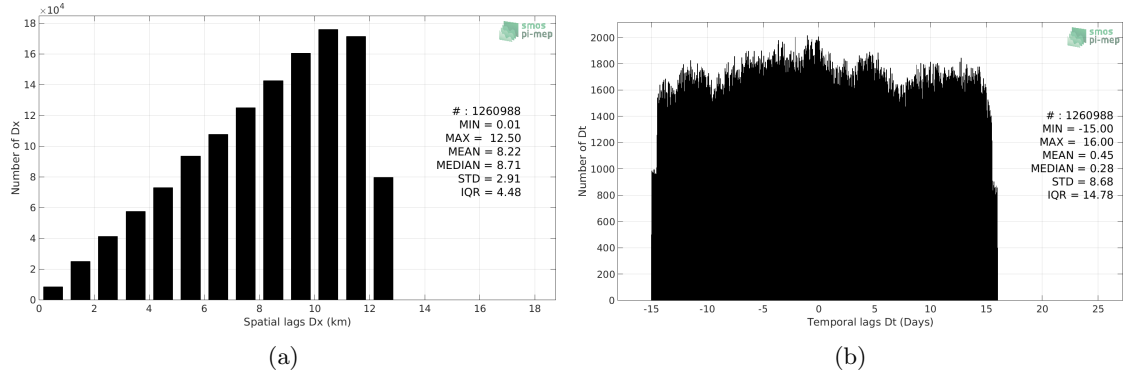 ×10⁴
18
16
14
12
10
8
6
4
2
0
Number of Dx
0 2 4 6 8 10 12 14 16 18
Spatial lags Dx (km)
smos
pi-mep
# : 1260988
MIN = 0.01
MAX = 12.50
MEAN = 8.22
MEDIAN = 8.71
STD = 2.91
IQR = 4.48
(a)
2000
1800
1600
1400
1200
1000
800
600
400
200
0
Number of Dt
-15 -10 -5 0 5 10 15 20 25
Temporal lags Dt (Days)
smos
pi-mep
# : 1260988
MIN = -15.00
MAX = 16.00
MEAN = 0.45
MEDIAN = 0.28
STD = 8.68
IQR = 14.78
(b)